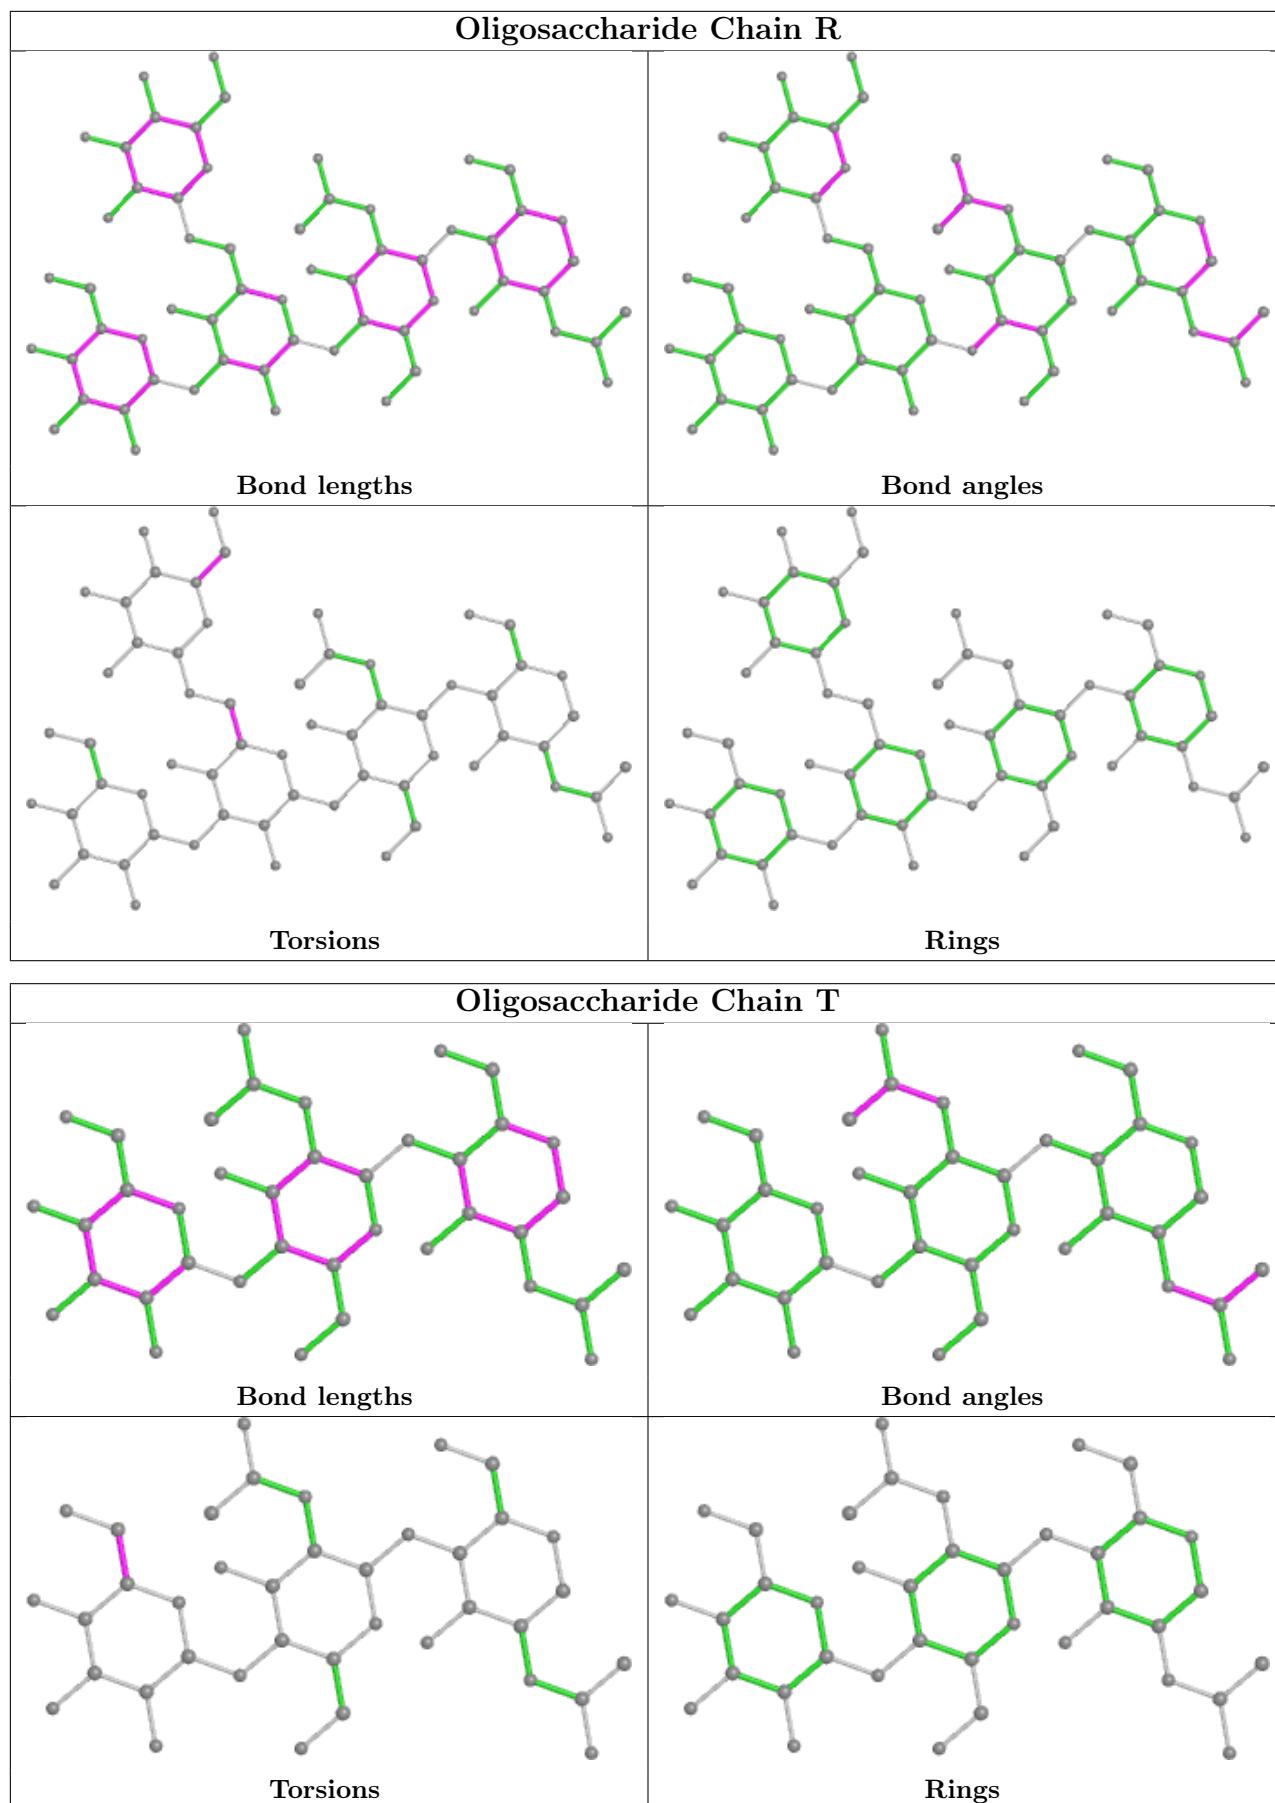 Oligosaccharide Chain R
Bond lengths
Bond angles
Torsions
Rings
Oligosaccharide Chain T
Bond lengths
Bond angles
Torsions
Rings